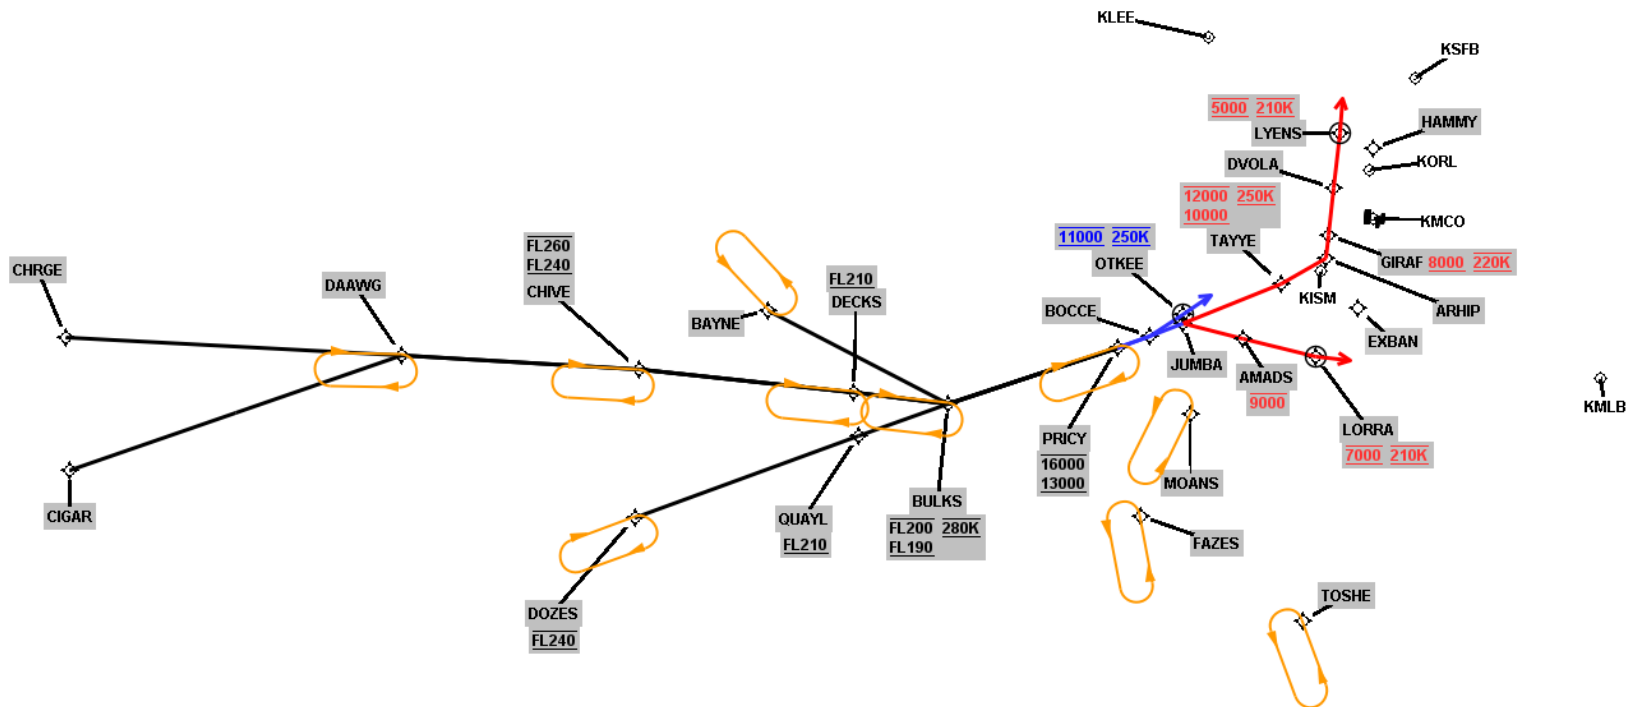 KLEE
KSFB
5000 210K
LYENS
HAMMY
DVOLA
KORL
12000 250K
10000
TAYYE
KMCO
11000 250K
OTKEE
GIRAF 8000 220K
KISM
ARHIP
EXBAN
FL260
FL240
CHIVE
CHRGE
DAAWG
BAYNE
FL210
DECKS
BOCCE
JUMBA
AMADS
9000
KMLB
LORRA
7000 210K
PRICY
16000
13000
MOANS
CIGAR
QUAYL
FL210
BULKS
FL200 280K
FL190
FAZES
DOZES
FL240
TOSHE